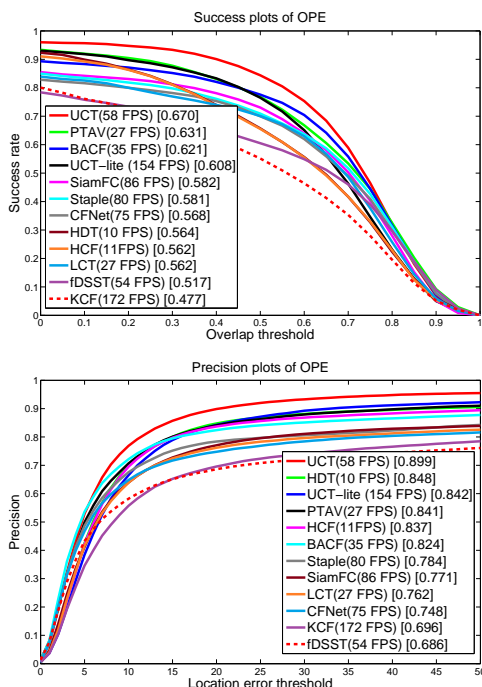 Success plots of OPE
1
0.9
0.8
0.7
0.6
0.5
0.4
0.3
0.2
0.1
0
Success rate
UCT(58 FPS) [0.670]
PTAV(27 FPS) [0.631]
BACF(35 FPS) [0.621]
UCT-lite (154 FPS) [0.608]
SiamFC(86 FPS) [0.582]
Staple(80 FPS) [0.581]
CFNet(75 FPS) [0.568]
HDT(10 FPS) [0.564]
HCF(11FPS) [0.562]
LCT(27 FPS) [0.562]
fDSST(54 FPS) [0.517]
KCF(172 FPS) [0.477]
0 0.1 0.2 0.3 0.4 0.5 0.6 0.7 0.8 0.9 1
Overlap threshold
Precision plots of OPE
1
0.9
0.8
0.7
0.6
0.5
0.4
0.3
0.2
0.1
0
Precision
UCT(58 FPS) [0.899]
HDT(10 FPS) [0.848]
UCT-lite (154 FPS) [0.842]
PTAV(27 FPS) [0.841]
HCF(11FPS) [0.837]
BACF(35 FPS) [0.824]
Staple(80 FPS) [0.784]
SiamFC(86 FPS) [0.771]
LCT(27 FPS) [0.762]
CFNet(75 FPS) [0.748]
KCF(172 FPS) [0.696]
fDSST(54 FPS) [0.686]
0 5 10 15 20 25 30 35 40 45 50
Location error threshold